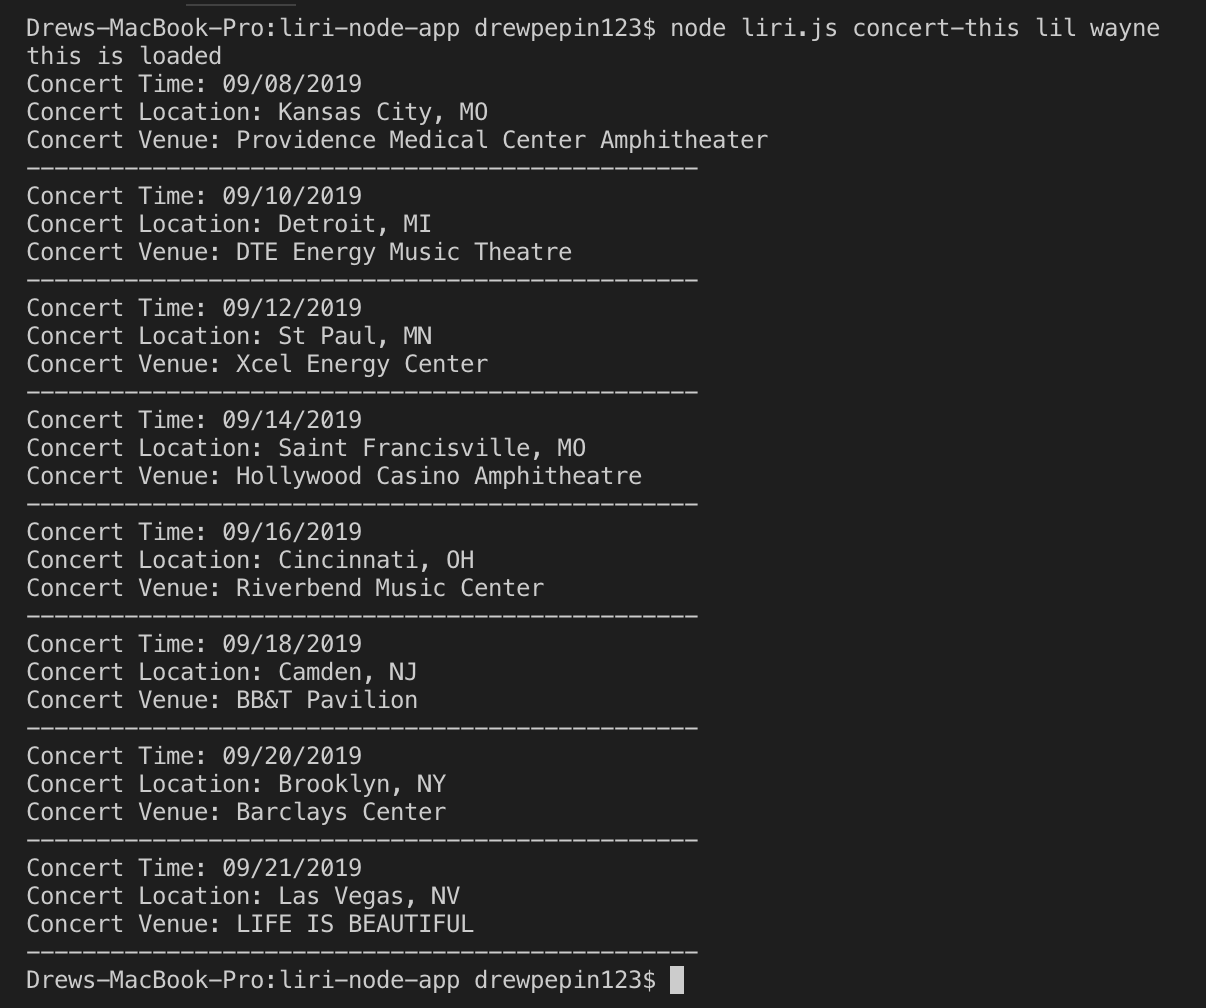 Drews-MacBook-Pro:liri-node-app drewpepin123$ node liri.js concert-this lil wayne
this is loaded
Concert Time: 09/08/2019
Concert Location: Kansas City, MO
Concert Venue: Providence Medical Center Amphitheater
------------------------------------------------
Concert Time: 09/10/2019
Concert Location: Detroit, MI
Concert Venue: DTE Energy Music Theatre
------------------------------------------------
Concert Time: 09/12/2019
Concert Location: St Paul, MN
Concert Venue: Xcel Energy Center
------------------------------------------------
Concert Time: 09/14/2019
Concert Location: Saint Francisville, MO
Concert Venue: Hollywood Casino Amphitheatre
------------------------------------------------
Concert Time: 09/16/2019
Concert Location: Cincinnati, OH
Concert Venue: Riverbend Music Center
------------------------------------------------
Concert Time: 09/18/2019
Concert Location: Camden, NJ
Concert Venue: BB&T Pavilion
------------------------------------------------
Concert Time: 09/20/2019
Concert Location: Brooklyn, NY
Concert Venue: Barclays Center
------------------------------------------------
Concert Time: 09/21/2019
Concert Location: Las Vegas, NV
Concert Venue: LIFE IS BEAUTIFUL
------------------------------------------------
Drews-MacBook-Pro:liri-node-app drewpepin123$